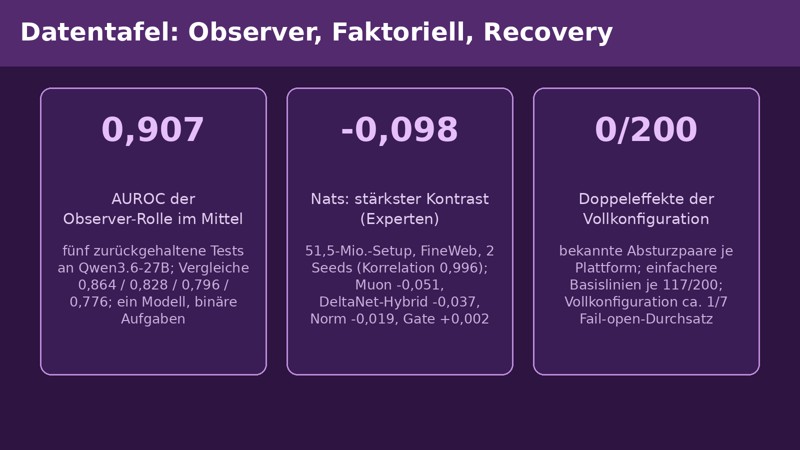 Datentafel: Observer, Faktoriell, Recovery
0,907
AUROC der
Observer-Rolle im Mittel
fünf zurückgehaltene Tests
an Qwen3.6-27B; Vergleiche
0,864 / 0,828 / 0,796 /
0,776; ein Modell, binäre
Aufgaben
-0,098
Nats: stärkster Kontrast
(Experten)
51,5-Mio.-Setup, FineWeb, 2
Seeds (Korrelation 0,996);
Muon -0,051,
DeltaNet-Hybrid -0,037,
Norm -0,019, Gate +0,002
0/200
Doppeleffekte der
Vollkonfiguration
bekannte Absturzpaare je
Plattform; einfachere
Basislinien je 117/200;
Vollkonfiguration ca. 1/7
Fail-open-Durchsatz